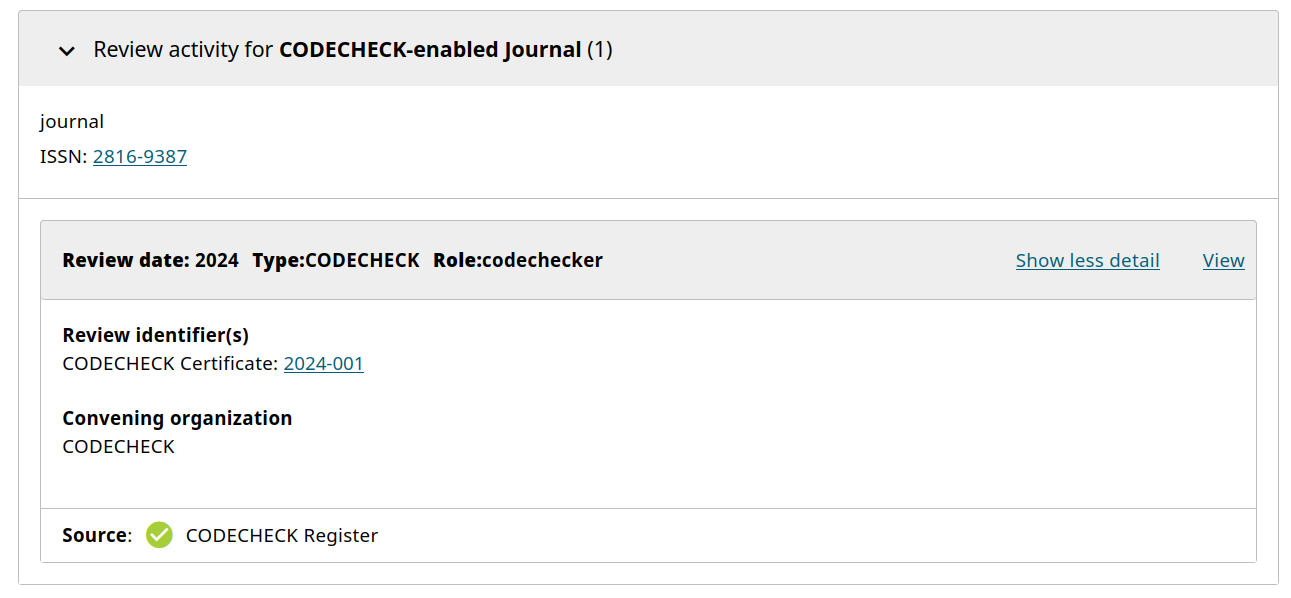 Review activity for CODECHECK-enabled Journal (1)
journal
ISSN: 2816-9387
Review date: 2024 Type:CODECHECK Role:codechecker Show less detail View
Review identifier(s)
CODECHECK Certificate: 2024-001
Convening organization
CODECHECK
Source: CODECHECK Register